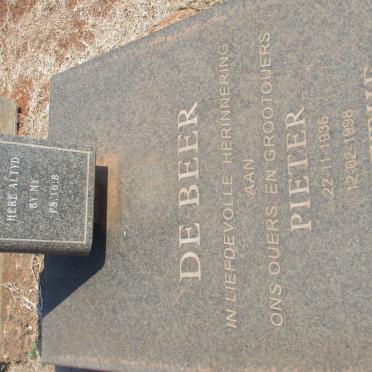 HERE ALTYD
BY MY
PS.16:8
DE BEER
IN LIEFDEVOLLE HERINNERING
AAN
ONS OUERS EN GROOTOUERS
PIETER
22-11-1936
12-02-1998